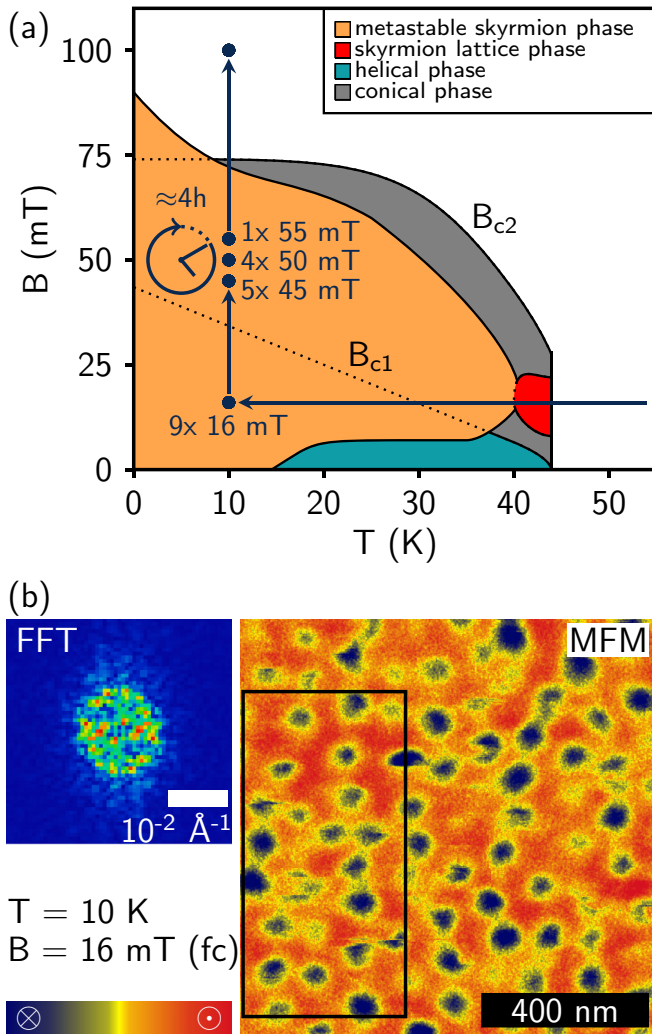 (a)
metastable skyrmion phase
skyrmion lattice phase
helical phase
conical phase
100
75
50
25
0
B (mT)
≈4h
1x 55 mT
4x 50 mT
5x 45 mT
9x 16 mT
B_c1
B_c2
0 10 20 30 40 50
T (K)
(b)
FFT
10⁻² Å⁻¹
MFM
T = 10 K
B = 16 mT (fc)
400 nm